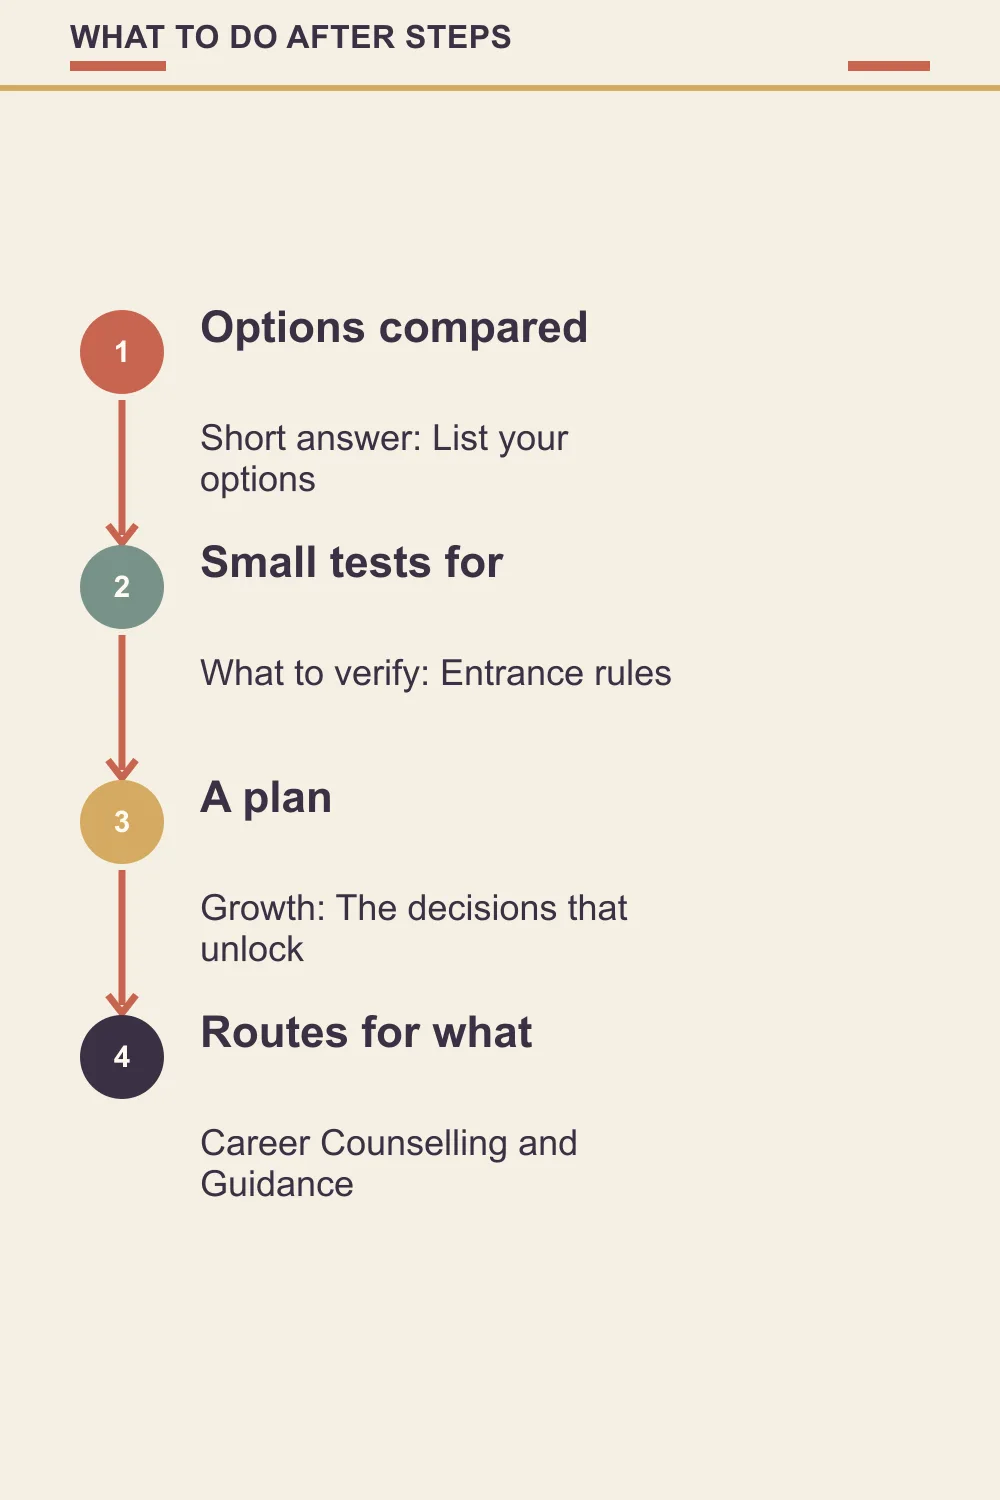 WHAT TO DO AFTER STEPS
1
Options compared
Short answer: List your
options
2
Small tests for
What to verify: Entrance rules
3
A plan
Growth: The decisions that
unlock
4
Routes for what
Career Counselling and
Guidance